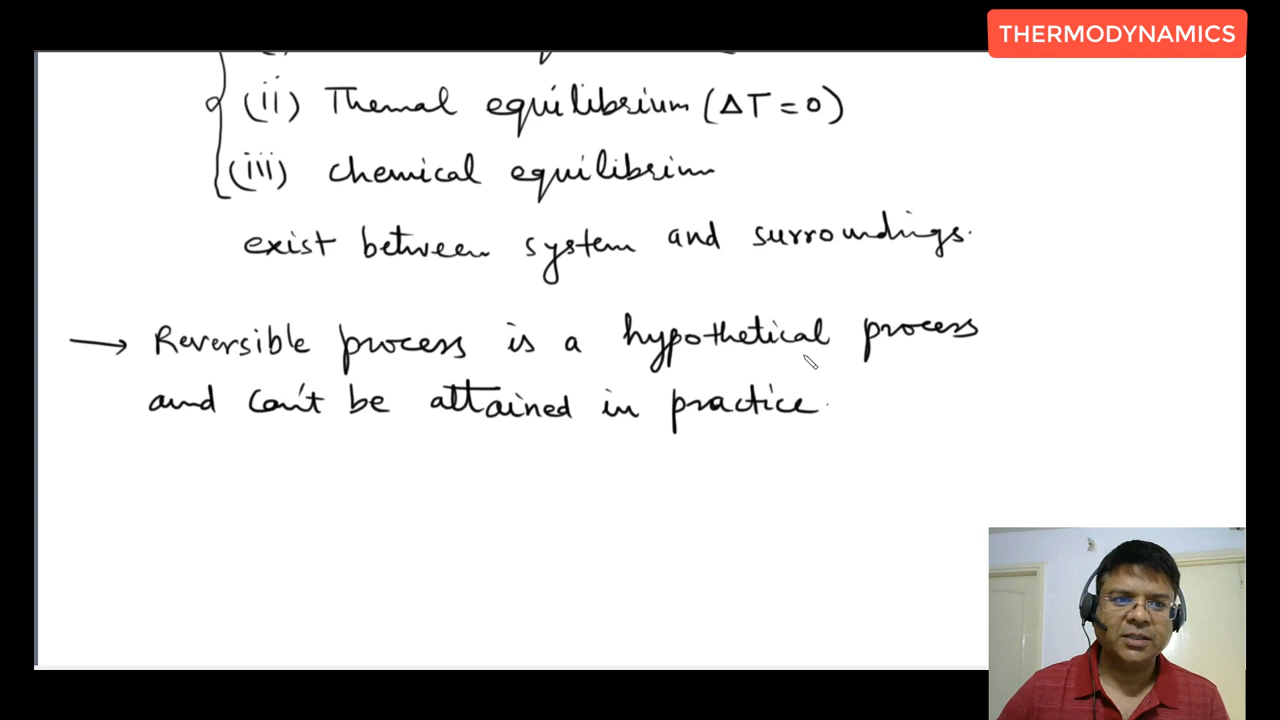 THERMODYNAMICS
(ii) Themal equilibrium (ΔT = 0)
(iii) chemical equilibrium
exist between system and surroundings.
→ Reversible process is a hypothetical process
and can't be attained in practice.